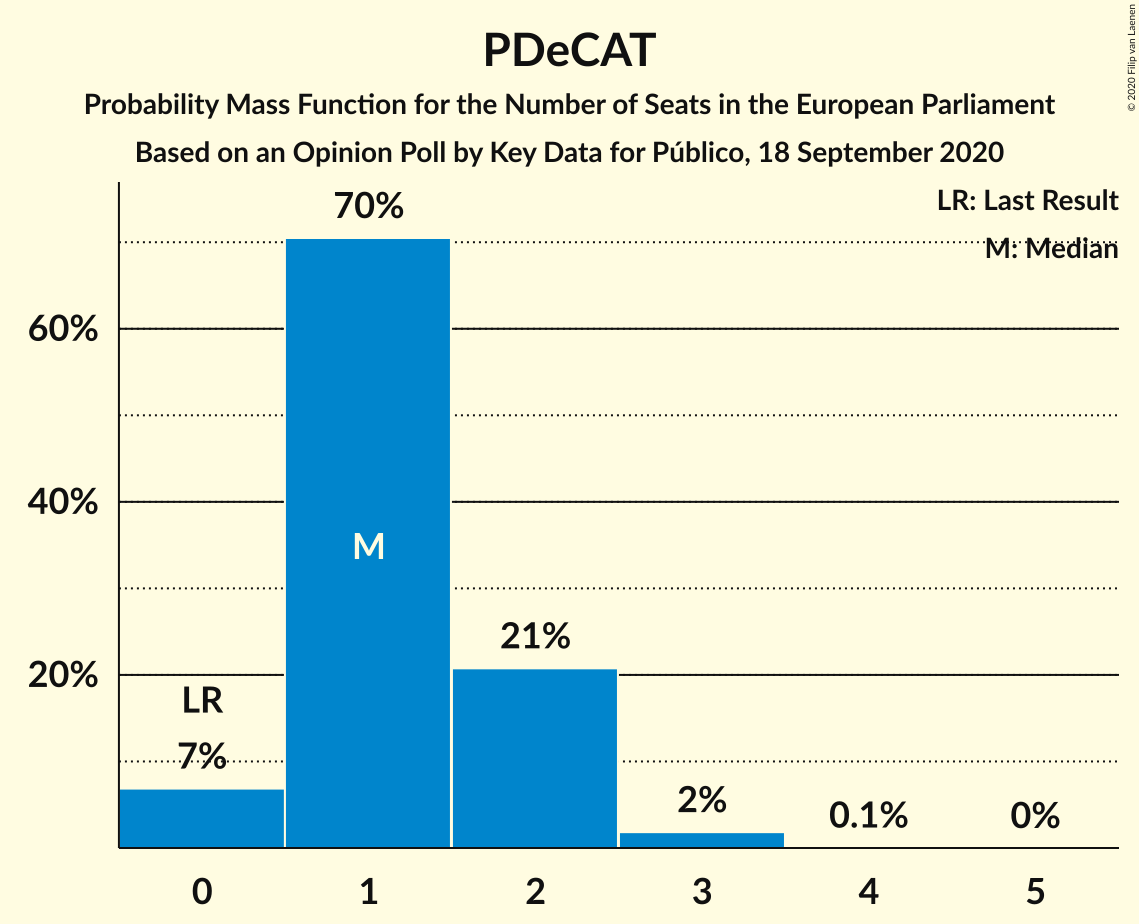 PDeCAT
Probability Mass Function for the Number of Seats in the European Parliament
Based on an Opinion Poll by Key Data for Público, 18 September 2020
© 2020 Filip van Laenen
LR: Last Result
M: Median
70%
60%
40%
M
21%
20%
LR
7%
2%
0.1%
0%
0 1 2 3 4 5